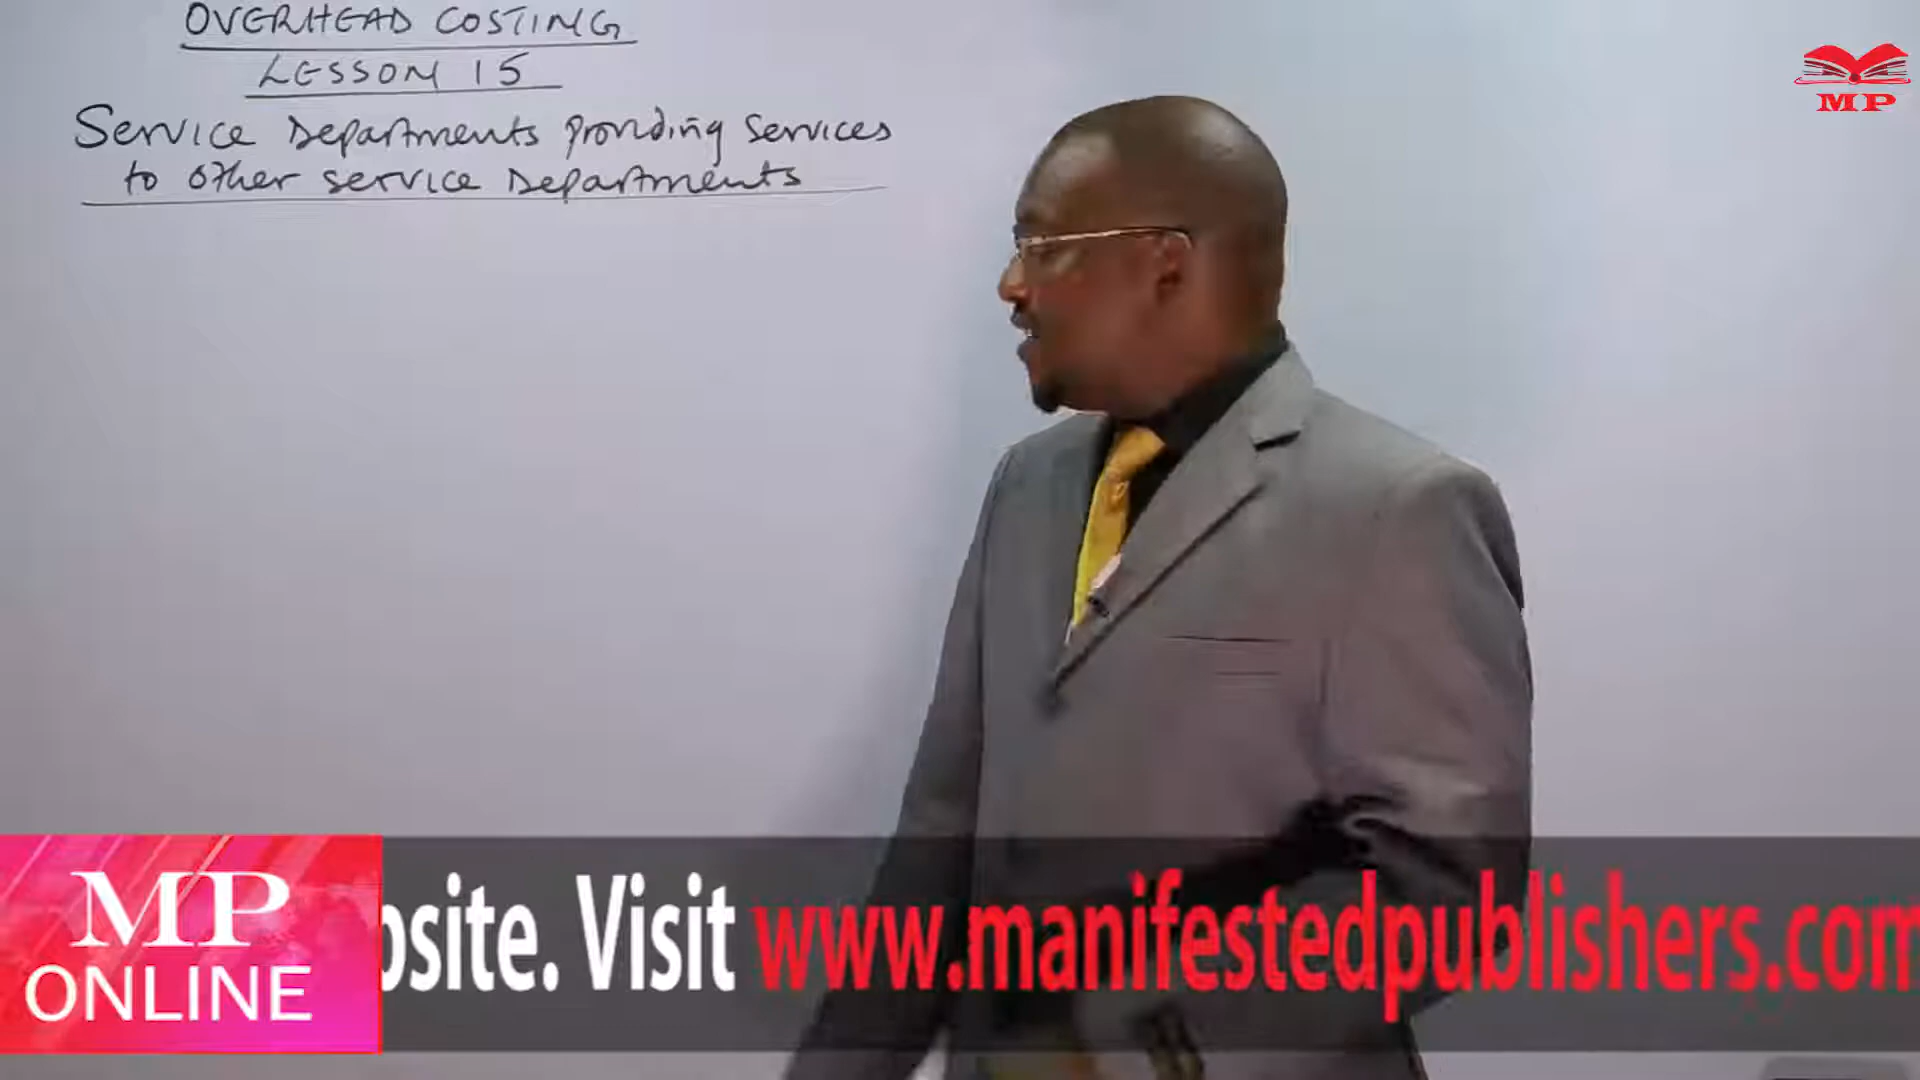 OVERHEAD COSTING
LESSON 15
Service Departments providing services
to other service Departments
MP
MP
ONLINE
bsite. Visit www.manifestedpublishers.com